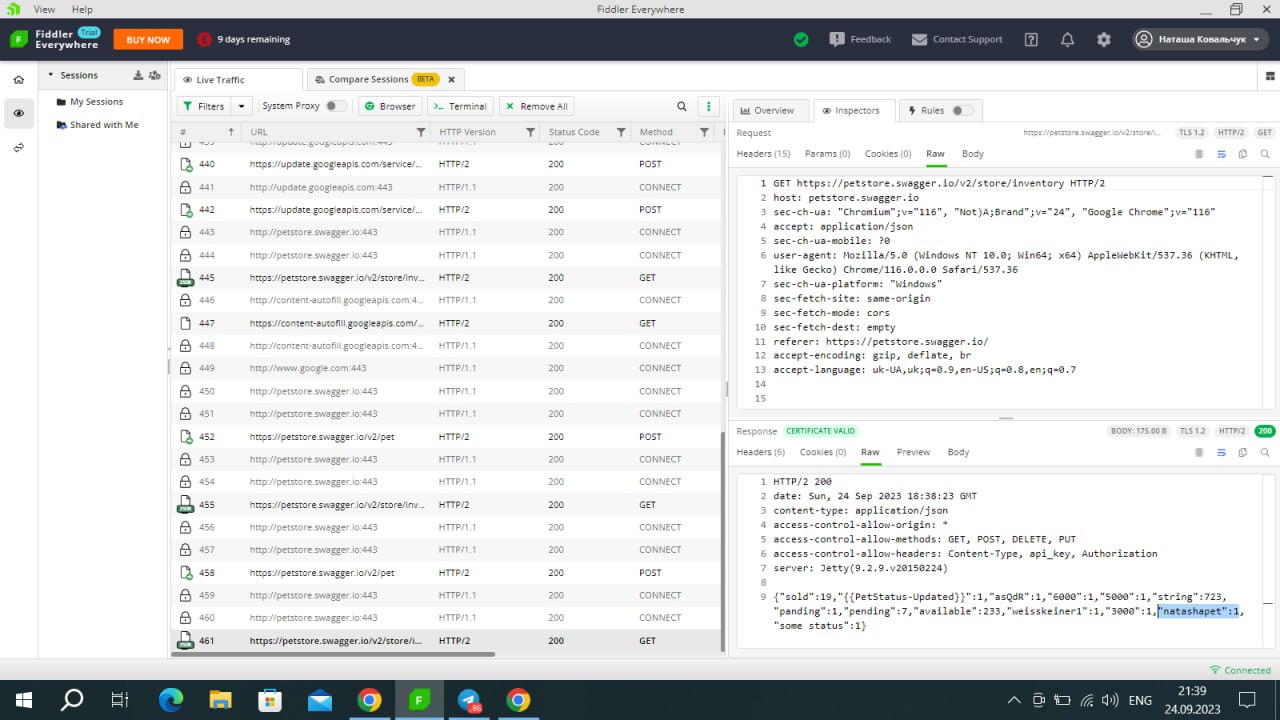 View Help Fiddler Everywhere
Fiddler Trial
Everywhere
BUY NOW 9 days remaining Feedback Contact Support Наташа Ковальчук
Sessions
My Sessions
Shared with Me
Live Traffic Compare Sessions BETA
Filters System Proxy Browser Terminal Remove All
# URL HTTP Version Status Code Method
439 http://update.googleapis.com:443 HTTP/1.1 200 CONNECT
440 https://update.googleapis.com/service/... HTTP/2 200 POST
441 http://update.googleapis.com:443 HTTP/1.1 200 CONNECT
442 https://update.googleapis.com/service/... HTTP/2 200 POST
443 http://petstore.swagger.io:443 HTTP/1.1 200 CONNECT
444 http://petstore.swagger.io:443 HTTP/1.1 200 CONNECT
445 https://petstore.swagger.io/v2/store/inv... HTTP/2 200 GET
446 http://content-autofill.googleapis.com:4... HTTP/1.1 200 CONNECT
447 https://content-autofill.googleapis.com/... HTTP/2 200 GET
448 http://content-autofill.googleapis.com:4... HTTP/1.1 200 CONNECT
449 http://www.google.com:443 HTTP/1.1 200 CONNECT
450 http://petstore.swagger.io:443 HTTP/1.1 200 CONNECT
451 http://petstore.swagger.io:443 HTTP/1.1 200 CONNECT
452 https://petstore.swagger.io/v2/pet HTTP/2 200 POST
453 http://petstore.swagger.io:443 HTTP/1.1 200 CONNECT
454 http://petstore.swagger.io:443 HTTP/1.1 200 CONNECT
455 https://petstore.swagger.io/v2/store/inv... HTTP/2 200 GET
456 http://petstore.swagger.io:443 HTTP/1.1 200 CONNECT
457 http://petstore.swagger.io:443 HTTP/1.1 200 CONNECT
458 https://petstore.swagger.io/v2/pet HTTP/2 200 POST
459 http://petstore.swagger.io:443 HTTP/1.1 200 CONNECT
460 http://petstore.swagger.io:443 HTTP/1.1 200 CONNECT
461 https://petstore.swagger.io/v2/store/i... HTTP/2 200 GET
Overview Inspectors Rules
Request https://petstore.swagger.io/v2/store/i... TLS 1.2 HTTP/2 GET
Headers (15) Params (0) Cookies (0) Raw Body
1 GET https://petstore.swagger.io/v2/store/inventory HTTP/2
2 host: petstore.swagger.io
3 sec-ch-ua: "Chromium";v="116", "Not)A;Brand";v="24", "Google Chrome";v="116"
4 accept: application/json
5 sec-ch-ua-mobile: ?0
6 user-agent: Mozilla/5.0 (Windows NT 10.0; Win64; x64) AppleWebKit/537.36 (KHTML,
like Gecko) Chrome/116.0.0.0 Safari/537.36
7 sec-ch-ua-platform: "Windows"
8 sec-fetch-site: same-origin
9 sec-fetch-mode: cors
10 sec-fetch-dest: empty
11 referer: https://petstore.swagger.io/
12 accept-encoding: gzip, deflate, br
13 accept-language: uk-UA,uk;q=0.9,en-US;q=0.8,en;q=0.7
14
15
Response CERTIFICATE VALID BODY: 175.00 B TLS 1.2 HTTP/2 200
Headers (6) Cookies (0) Raw Preview Body
1 HTTP/2 200
2 date: Sun, 24 Sep 2023 18:38:23 GMT
3 content-type: application/json
4 access-control-allow-origin: *
5 access-control-allow-methods: GET, POST, DELETE, PUT
6 access-control-allow-headers: Content-Type, api_key, Authorization
7 server: Jetty(9.2.9.v20150224)
8
9 {"sold":19,"{{PetStatus-Updated}}":1,"asQdR":1,"6000":1,"5000":1,"string":723,
"panding":1,"pending":7,"available":233,"weisskeiner1":1,"3000":1,"natashapet":1,
"some status":1}
Connected
86 ENG 21:39
24.09.2023